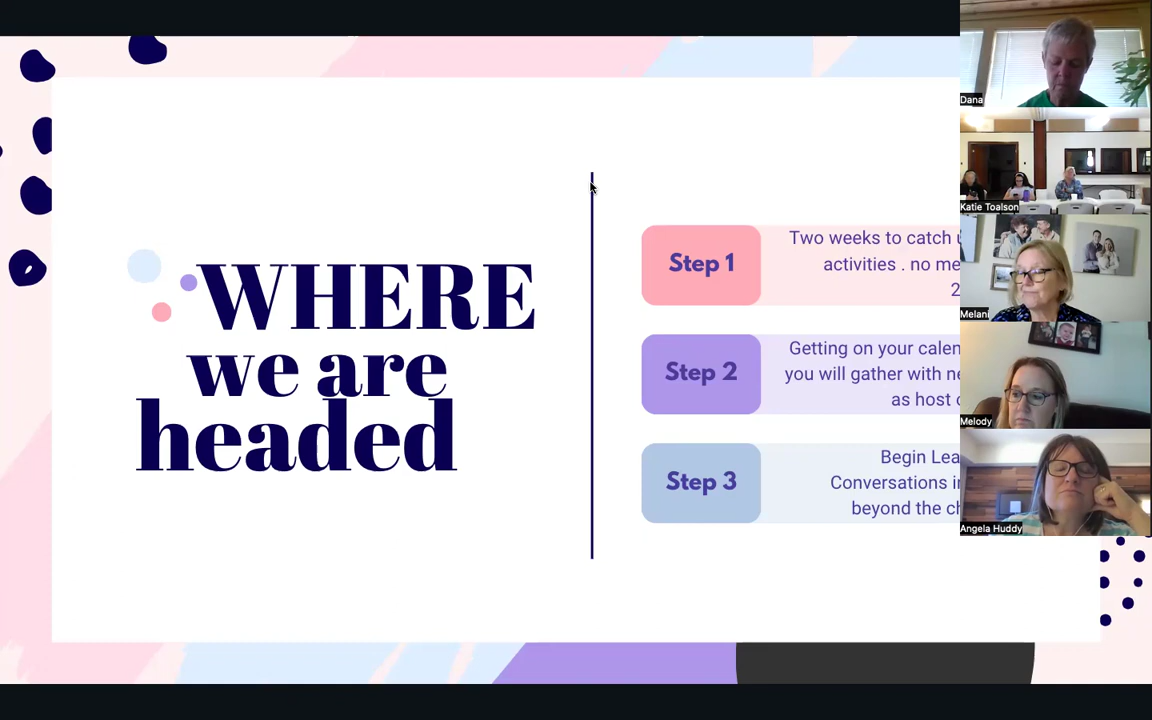 WHERE
we are
headed
Step 1
Two weeks to catch
activities . no me
2
Step 2
Getting on your calen
you will gather with ne
as host
Step 3
Begin Lea
Conversations i
beyond the c
Dana
Katie Toalson
Melani
Melody
Angela Huddy